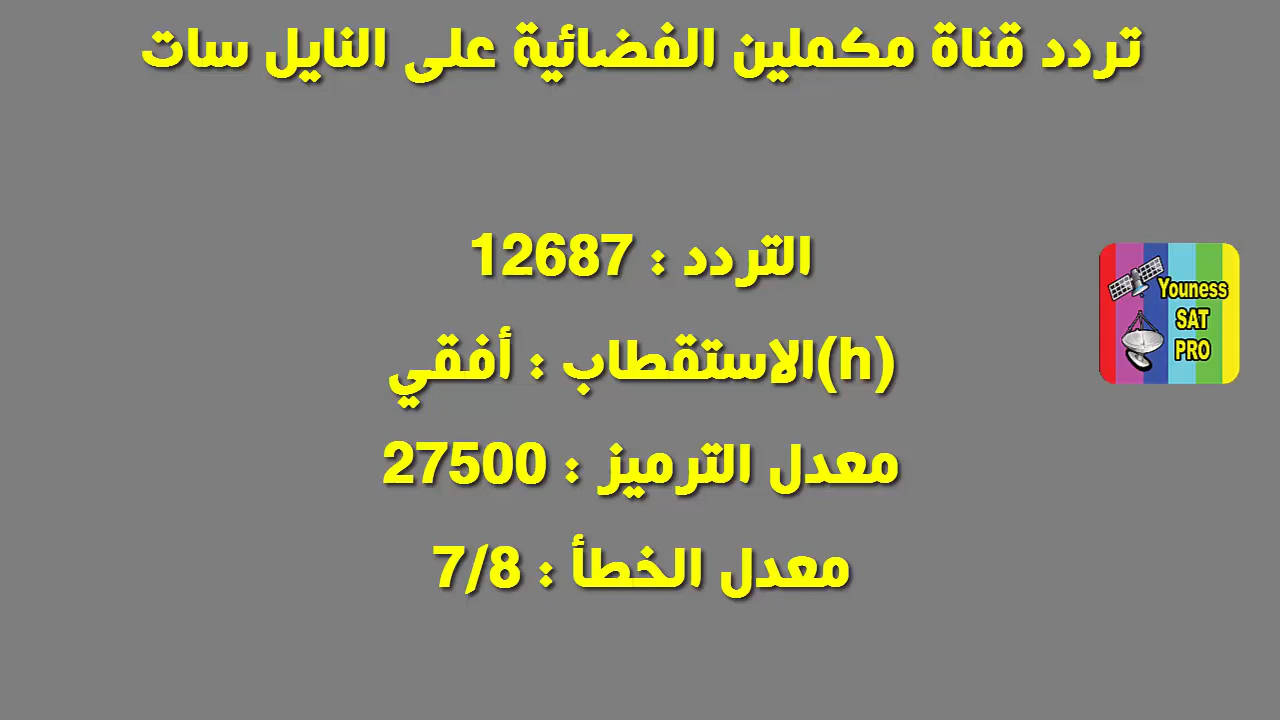 تردد قناة مكملين الفضائية على النايل سات
التردد : 12687
(h)الاستقطاب : أفقي
معدل الترميز : 27500
معدل الخطأ : 7/8
Youness
SAT
PRO